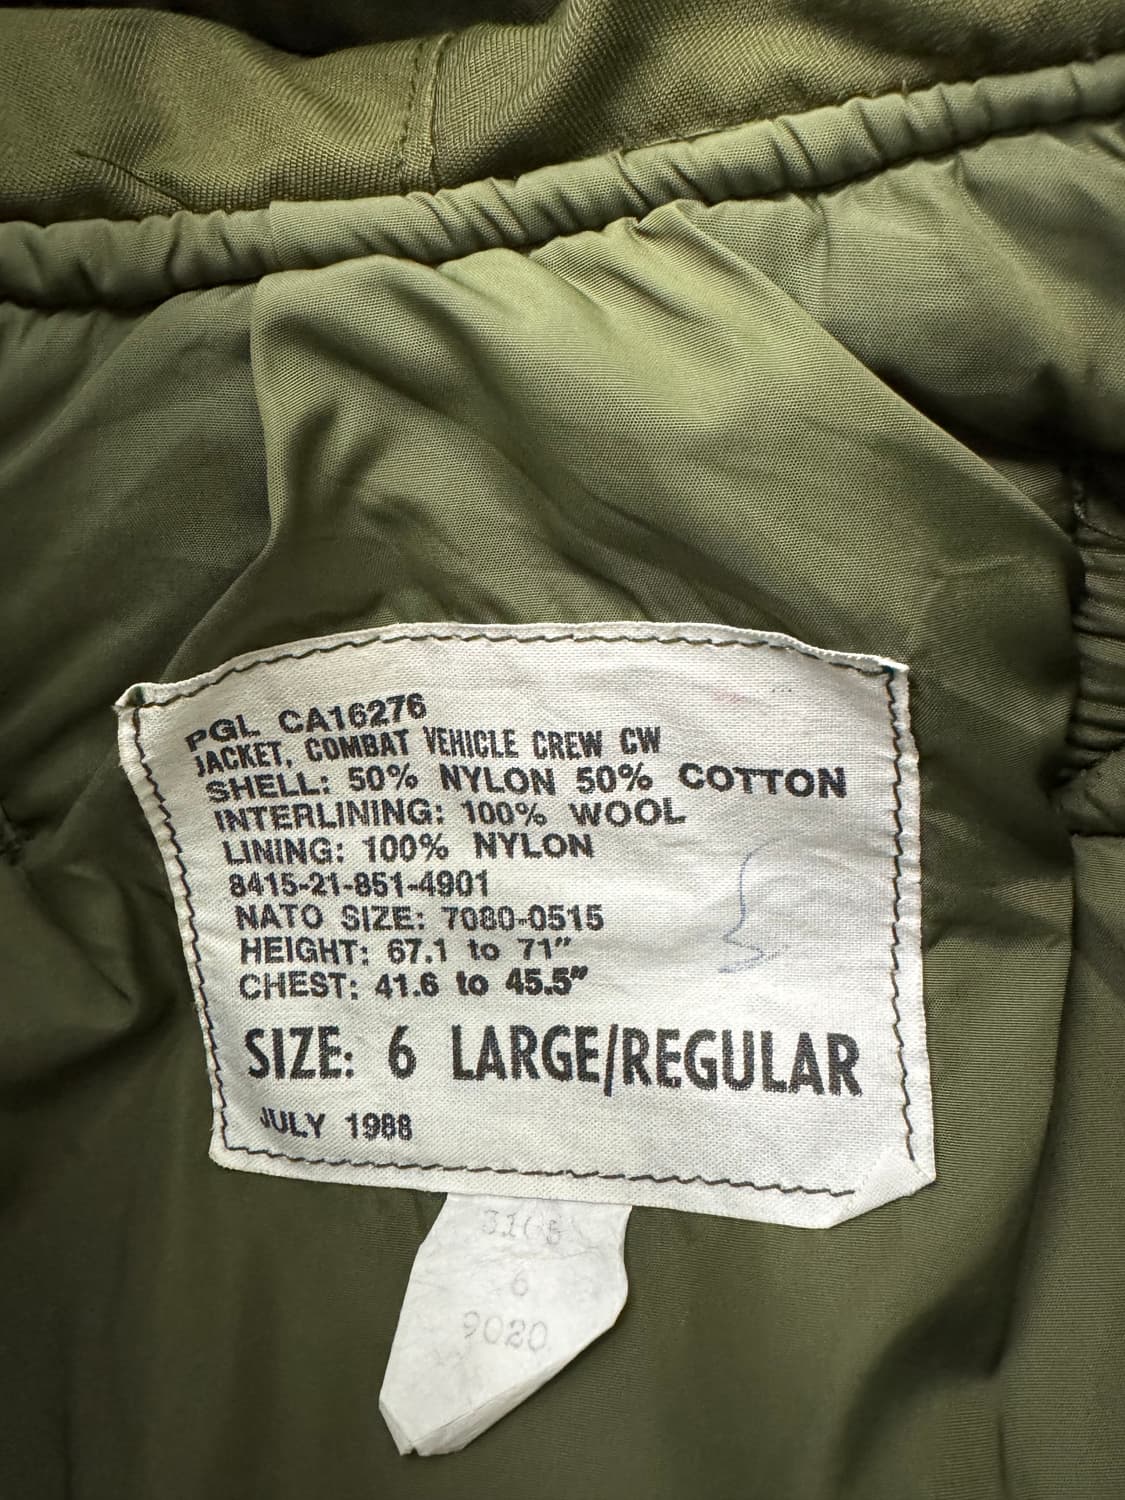 PGL CA16276
JACKET, COMBAT VEHICLE CREW CW
SHELL: 50% NYLON 50% COTTON
INTERLINING: 100% WOOL
LINING: 100% NYLON
8415-21-851-4901
NATO SIZE: 7080-0515
HEIGHT: 67.1 to 71"
CHEST: 41.6 to 45.5"
SIZE: 6 LARGE/REGULAR
JULY 1988
6
9020